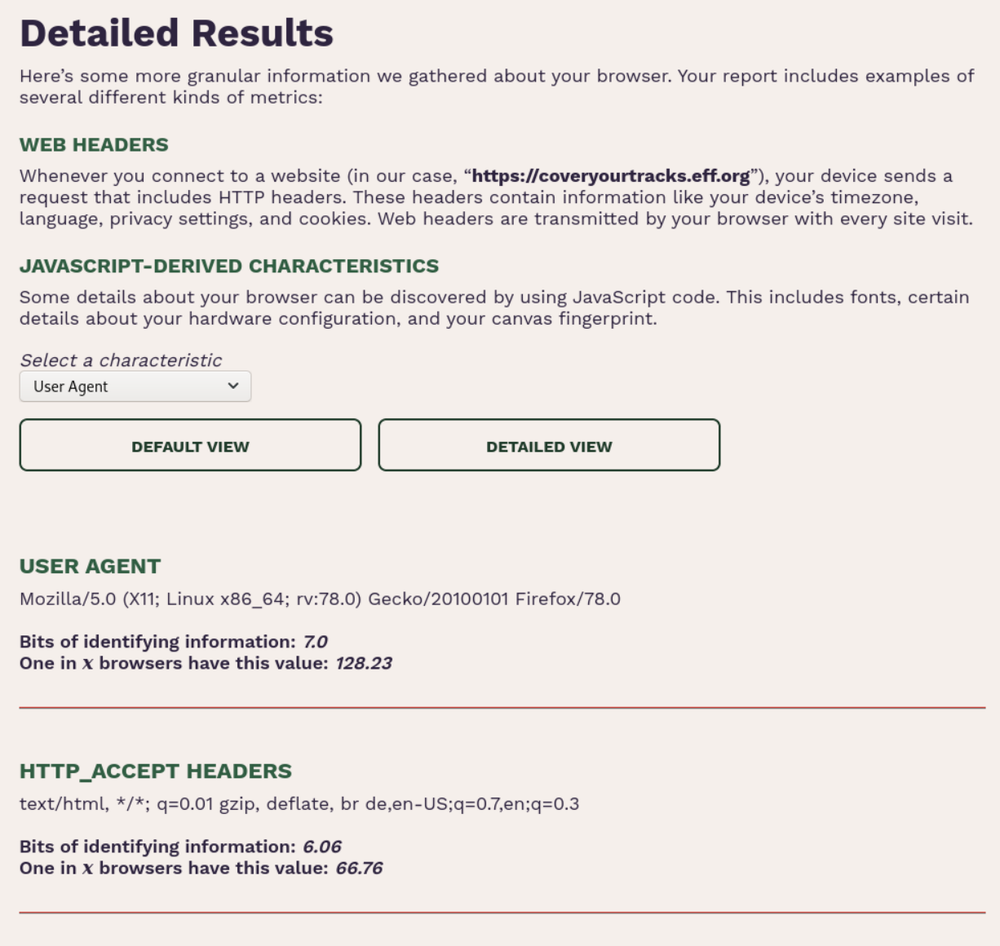 Detailed Results
Here’s some more granular information we gathered about your browser. Your report includes examples of
several different kinds of metrics:
WEB HEADERS
Whenever you connect to a website (in our case, “https://coveryourtracks.eff.org”), your device sends a
request that includes HTTP headers. These headers contain information like your device’s timezone,
language, privacy settings, and cookies. Web headers are transmitted by your browser with every site visit.
JAVASCRIPT-DERIVED CHARACTERISTICS
Some details about your browser can be discovered by using JavaScript code. This includes fonts, certain
details about your hardware configuration, and your canvas fingerprint.
Select a characteristic
User Agent
DEFAULT VIEW
DETAILED VIEW
USER AGENT
Mozilla/5.0 (X11; Linux x86_64; rv:78.0) Gecko/20100101 Firefox/78.0
Bits of identifying information: 7.0
One in x browsers have this value: 128.23
HTTP_ACCEPT HEADERS
text/html, */*; q=0.01 gzip, deflate, br de,en-US;q=0.7,en;q=0.3
Bits of identifying information: 6.06
One in x browsers have this value: 66.76